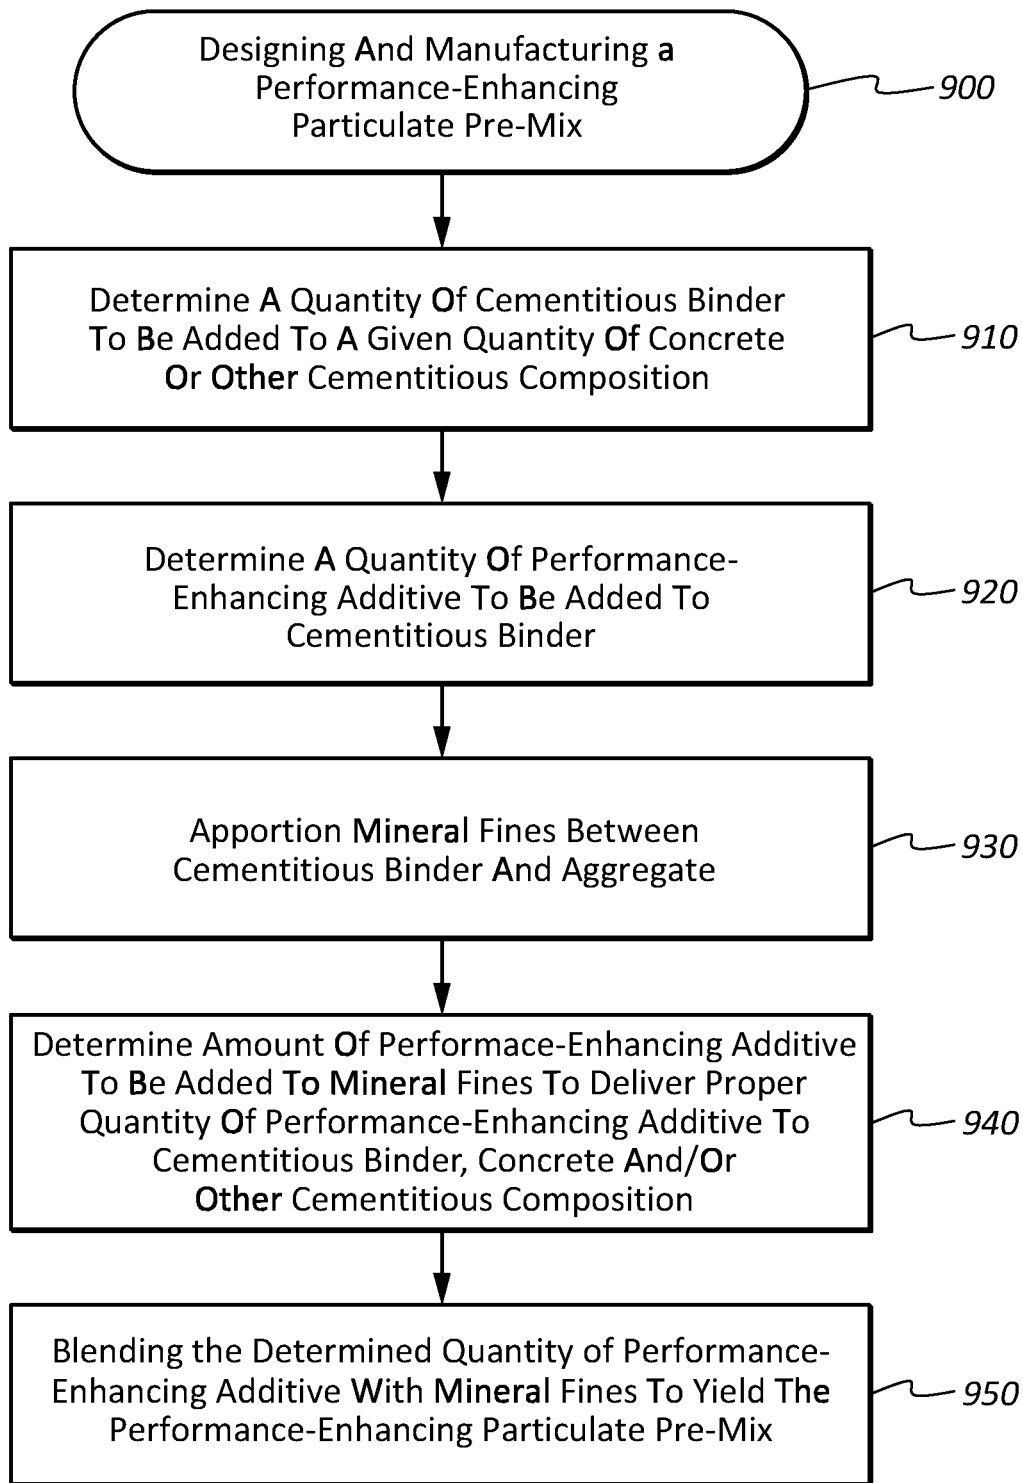 Designing And Manufacturing a
Performance-Enhancing
Particulate Pre-Mix
900
Determine A Quantity Of Cementitious Binder
To Be Added To A Given Quantity Of Concrete
Or Other Cementitious Composition
910
Determine A Quantity Of Performance-
Enhancing Additive To Be Added To
Cementitious Binder
920
Apportion Mineral Fines Between
Cementitious Binder And Aggregate
930
Determine Amount Of Performace-Enhancing Additive
To Be Added To Mineral Fines To Deliver Proper
Quantity Of Performance-Enhancing Additive To
Cementitious Binder, Concrete And/Or
Other Cementitious Composition
940
Blending the Determined Quantity of Performance-
Enhancing Additive With Mineral Fines To Yield The
Performance-Enhancing Particulate Pre-Mix
950